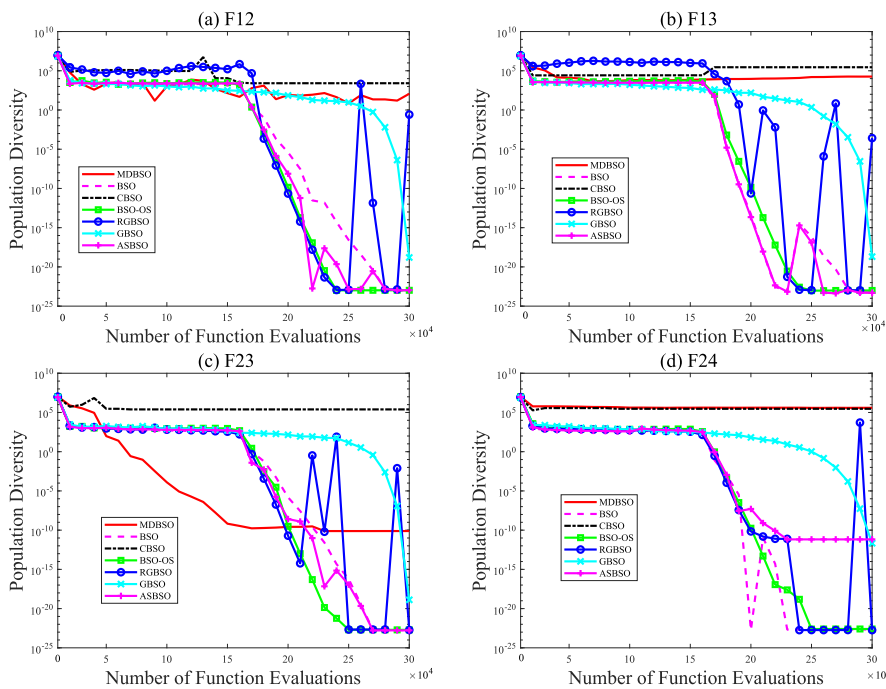 (a) F12
Population Diversity
10^10
10^5
10^0
10^-5
10^-10
10^-15
10^-20
10^-25
MDBSO
BSO
CBSO
BSO-OS
RGBSO
GBSO
ASBSO
0 5 10 15 20 25 30
Number of Function Evaluations
×10^4
(b) F13
Population Diversity
10^10
10^5
10^0
10^-5
10^-10
10^-15
10^-20
10^-25
MDBSO
BSO
CBSO
BSO-OS
RGBSO
GBSO
ASBSO
0 5 10 15 20 25 30
Number of Function Evaluations
×10^4
(c) F23
Population Diversity
10^10
10^5
10^0
10^-5
10^-10
10^-15
10^-20
10^-25
MDBSO
BSO
CBSO
BSO-OS
RGBSO
GBSO
ASBSO
0 5 10 15 20 25 30
Number of Function Evaluations
×10^4
(d) F24
Population Diversity
10^10
10^5
10^0
10^-5
10^-10
10^-15
10^-20
10^-25
MDBSO
BSO
CBSO
BSO-OS
RGBSO
GBSO
ASBSO
0 5 10 15 20 25 30
Number of Function Evaluations
×10